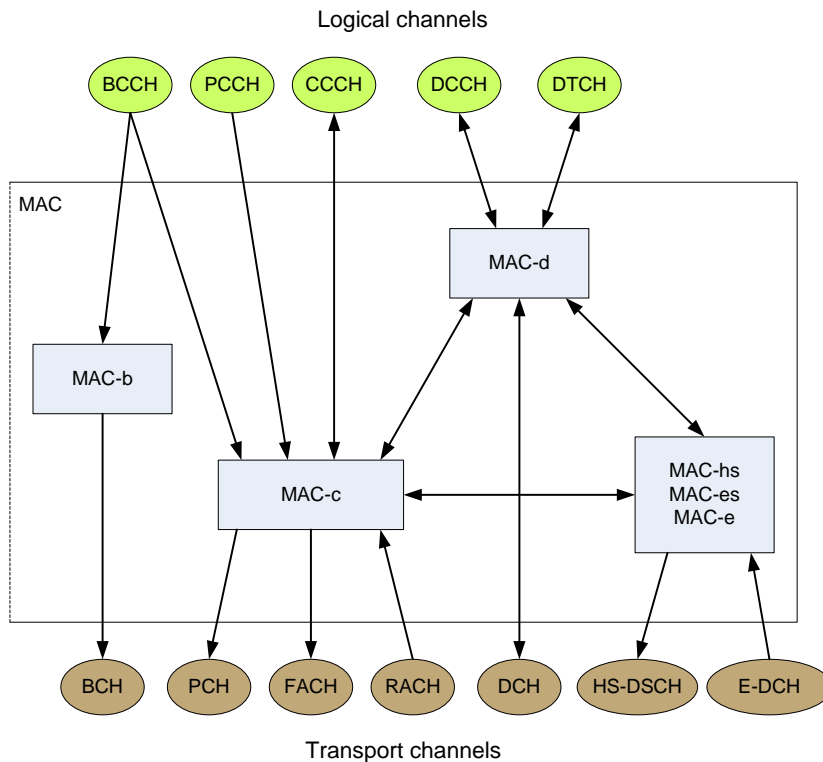 Logical channels
BCCH
PCCH
CCCH
DCCH
DTCH
MAC
MAC-d
MAC-b
MAC-c
MAC-hs
MAC-es
MAC-e
BCH
PCH
FACH
RACH
DCH
HS-DSCH
E-DCH
Transport channels